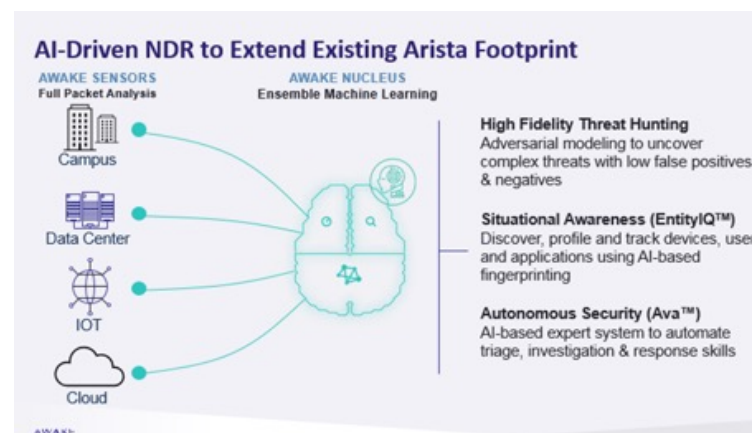 AI-Driven NDR to Extend Existing Arista Footprint
AWAKE SENSORS
Full Packet Analysis
AWAKE NUCLEUS
Ensemble Machine Learning
Campus
Data Center
IOT
Cloud
High Fidelity Threat Hunting
Adversarial modeling to uncover
complex threats with low false positives
& negatives
Situational Awareness (EntityIQ™)
Discover, profile and track devices, use
and applications using AI-based
fingerprinting
Autonomous Security (Ava™)
AI-based expert system to automate
triage, investigation & response skills
AWAKE